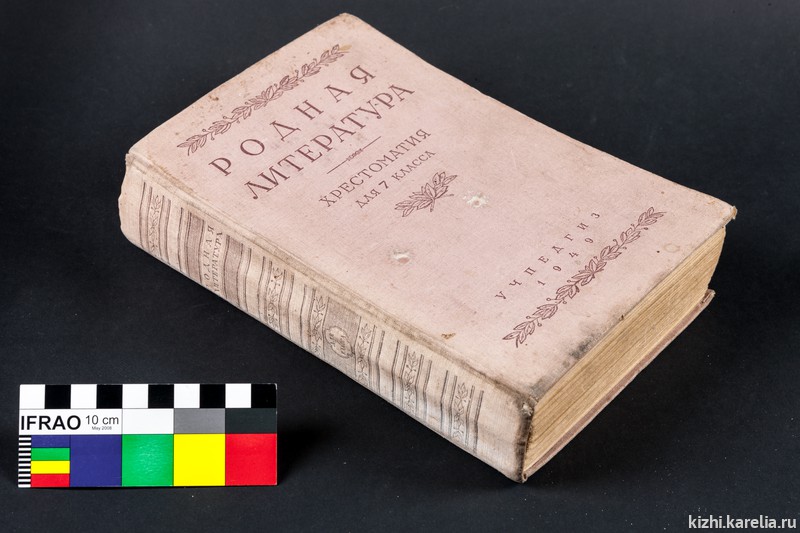 РОДНАЯ
ЛИТЕРАТУРА
ХРЕСТОМАТИЯ
ДЛЯ 7 КЛАССА
УЧПЕДГИЗ
1949
РОДНАЯ
ЛИТЕРАТУРА
IFRAO 10 cm
May 2008
kizhi.karelia.ru